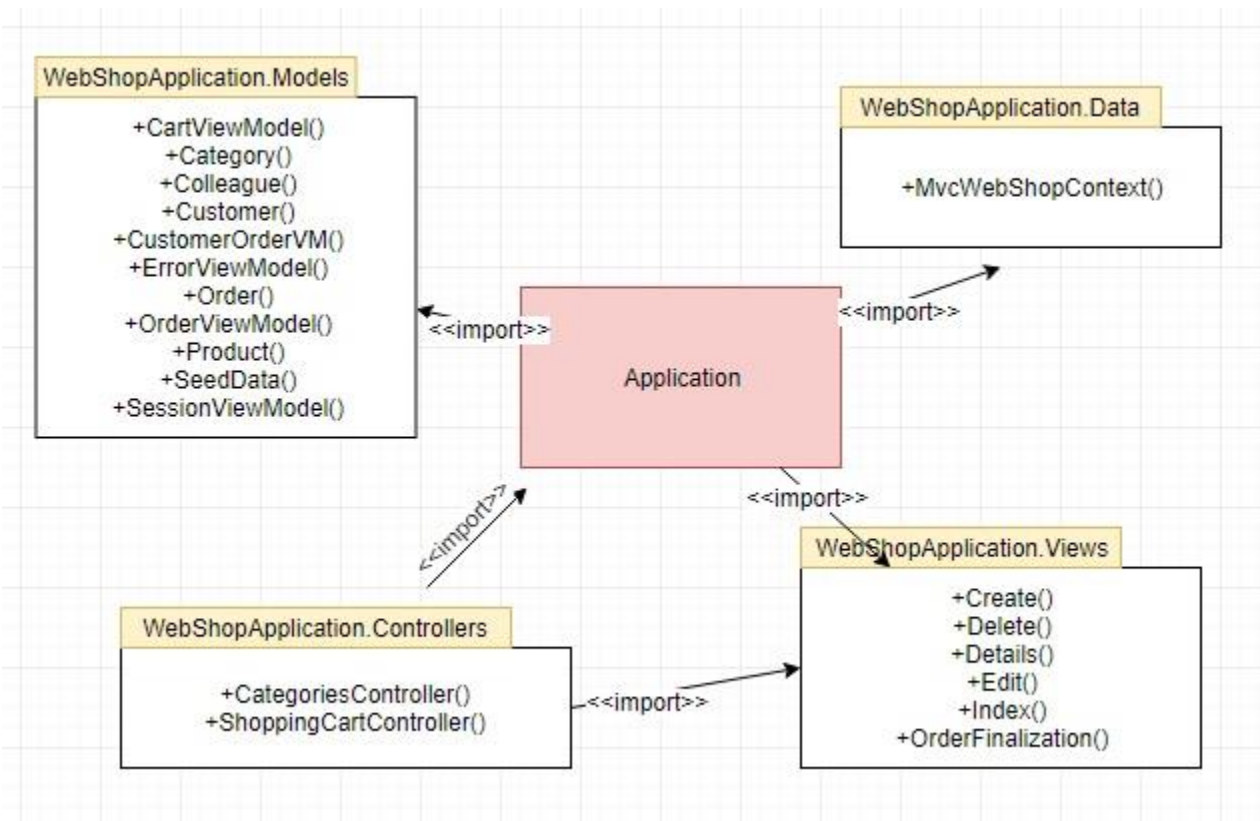 WebShopApplication.Models
+CartViewModel()
+Category()
+Colleague()
+Customer()
+CustomerOrderVM()
+ErrorViewModel()
+Order()
+OrderViewModel()
+Product()
+SeedData()
+SessionViewModel()
WebShopApplication.Data
+MvcWebShopContext()
<<import>>
<<import>>
Application
<<import>>
<<import>>
WebShopApplication.Views
+Create()
+Delete()
+Details()
+Edit()
+Index()
+OrderFinalization()
WebShopApplication.Controllers
+CategoriesController()
+ShoppingCartController()
<<import>>